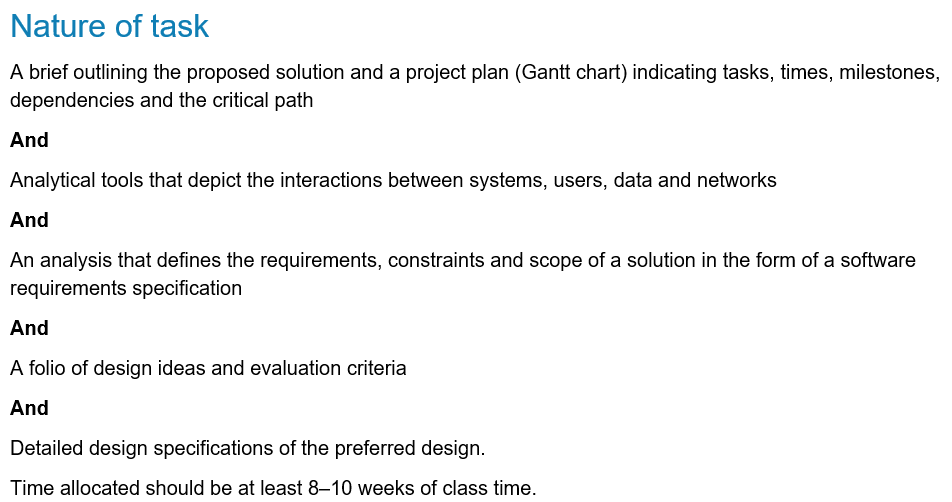 Nature of task
A brief outlining the proposed solution and a project plan (Gantt chart) indicating tasks, times, milestones,
dependencies and the critical path
And
Analytical tools that depict the interactions between systems, users, data and networks
And
An analysis that defines the requirements, constraints and scope of a solution in the form of a software
requirements specification
And
A folio of design ideas and evaluation criteria
And
Detailed design specifications of the preferred design.
Time allocated should be at least 8–10 weeks of class time.